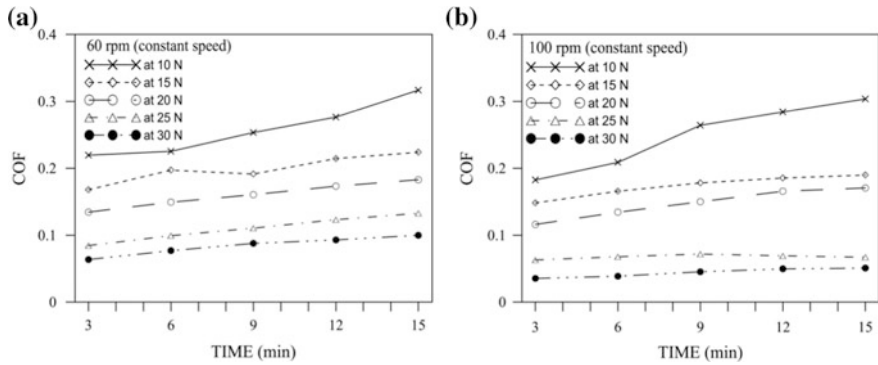 (a)
0.4
0.3
0.2
0.1
0
COF
60 rpm (constant speed)
at 10 N
at 15 N
at 20 N
at 25 N
at 30 N
3 6 9 12 15
TIME (min)
(b)
0.4
0.3
0.2
0.1
0
COF
100 rpm (constant speed)
at 10 N
at 15 N
at 20 N
at 25 N
at 30 N
3 6 9 12 15
TIME (min)